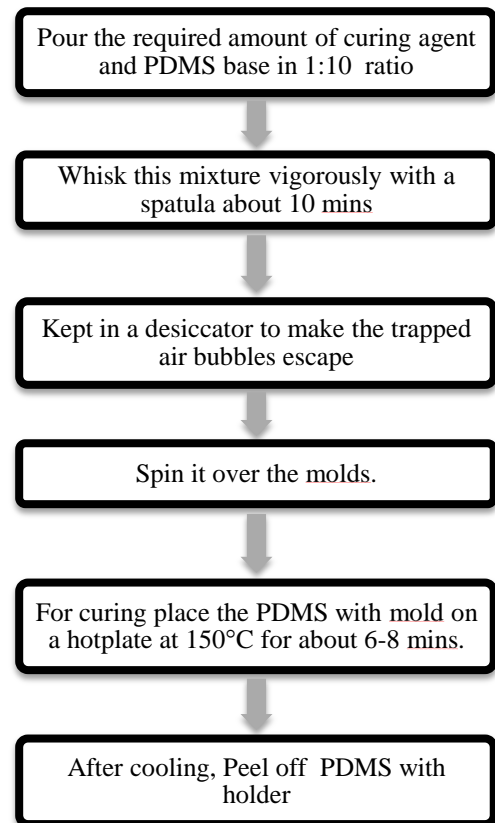 Pour the required amount of curing agent
and PDMS base in 1:10 ratio
Whisk this mixture vigorously with a
spatula about 10 mins
Kept in a desiccator to make the trapped
air bubbles escape
Spin it over the molds.
For curing place the PDMS with mold on
a hotplate at 150°C for about 6-8 mins.
After cooling, Peel off PDMS with
holder